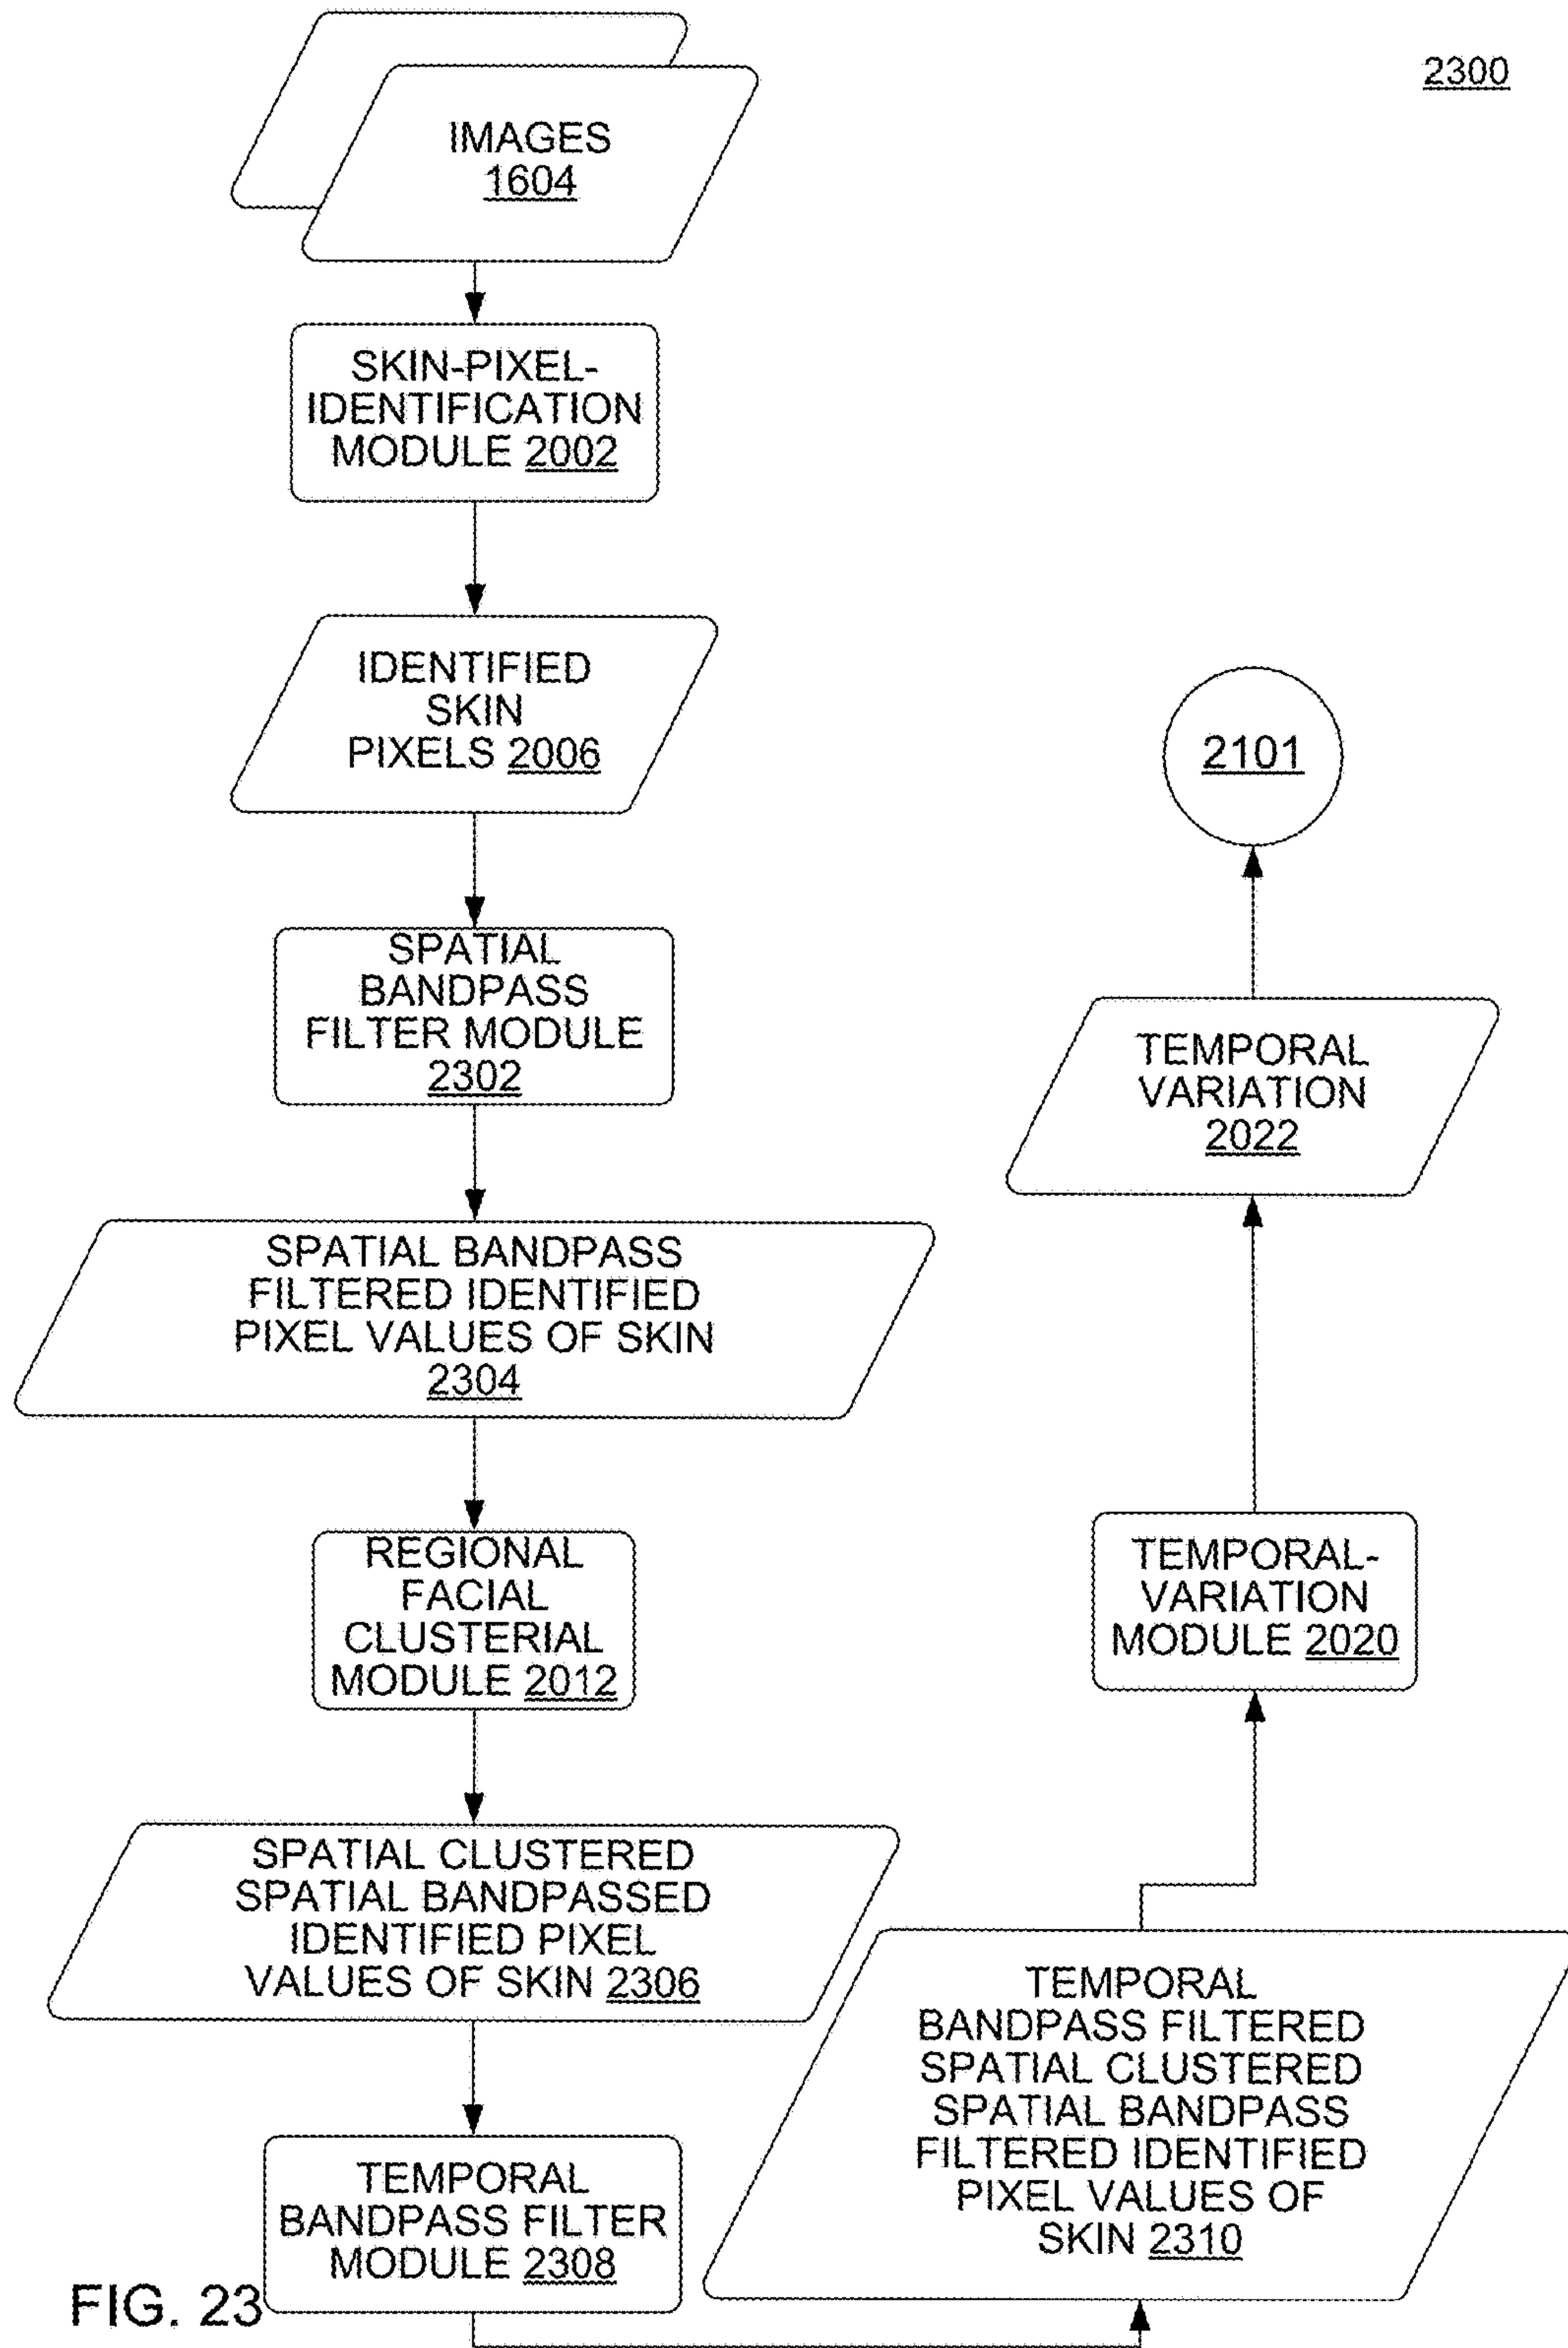 2300
IMAGES
1604
SKIN-PIXEL-
IDENTIFICATION
MODULE 2002
IDENTIFIED
SKIN
PIXELS 2006
SPATIAL
BANDPASS
FILTER MODULE
2302
SPATIAL BANDPASS
FILTERED IDENTIFIED
PIXEL VALUES OF SKIN
2304
REGIONAL
FACIAL
CLUSTERIAL
MODULE 2012
SPATIAL CLUSTERED
SPATIAL BANDPASSED
IDENTIFIED PIXEL
VALUES OF SKIN 2306
TEMPORAL
BANDPASS FILTER
MODULE 2308
TEMPORAL
BANDPASS FILTERED
SPATIAL CLUSTERED
SPATIAL BANDPASS
FILTERED IDENTIFIED
PIXEL VALUES OF
SKIN 2310
TEMPORAL-
VARIATION
MODULE 2020
TEMPORAL
VARIATION
2022
2101
FIG. 23